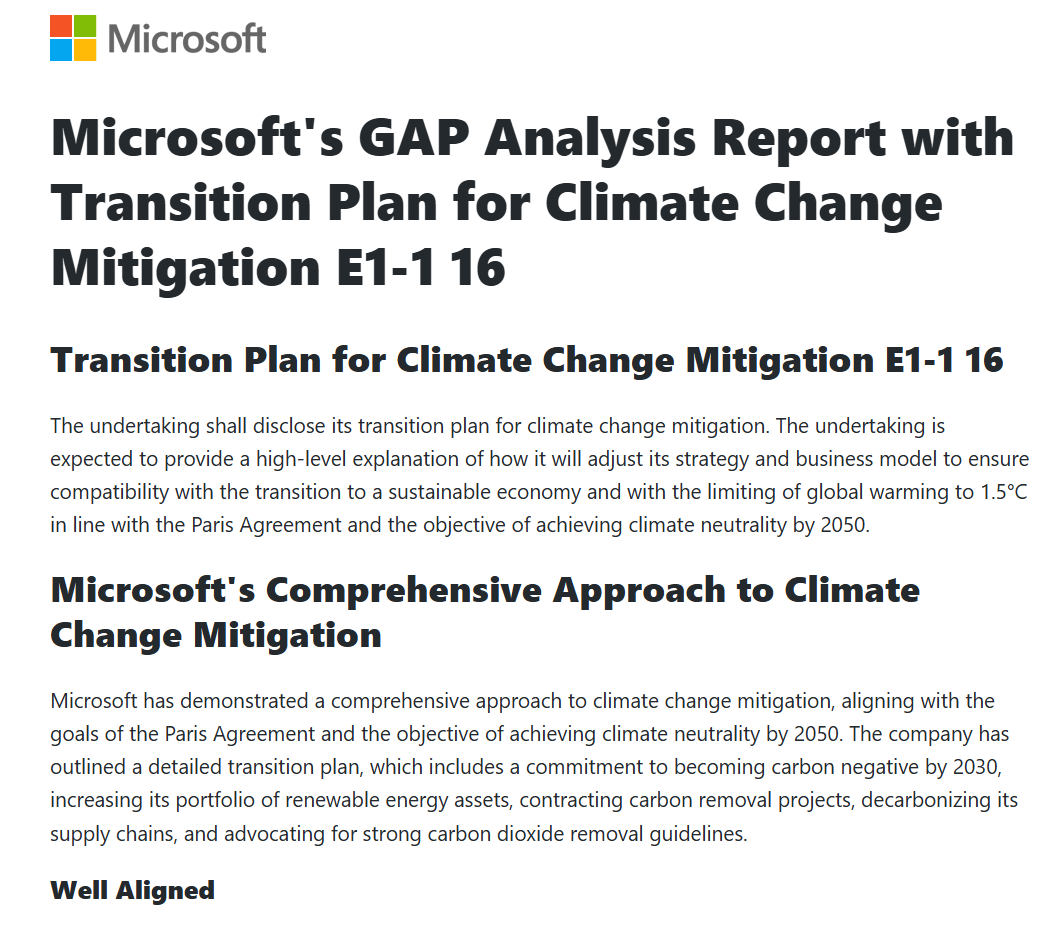 Microsoft
Microsoft's GAP Analysis Report with
Transition Plan for Climate Change
Mitigation E1-1 16
Transition Plan for Climate Change Mitigation E1-1 16
The undertaking shall disclose its transition plan for climate change mitigation. The undertaking is
expected to provide a high-level explanation of how it will adjust its strategy and business model to ensure
compatibility with the transition to a sustainable economy and with the limiting of global warming to 1.5°C
in line with the Paris Agreement and the objective of achieving climate neutrality by 2050.
Microsoft's Comprehensive Approach to Climate
Change Mitigation
Microsoft has demonstrated a comprehensive approach to climate change mitigation, aligning with the
goals of the Paris Agreement and the objective of achieving climate neutrality by 2050. The company has
outlined a detailed transition plan, which includes a commitment to becoming carbon negative by 2030,
increasing its portfolio of renewable energy assets, contracting carbon removal projects, decarbonizing its
supply chains, and advocating for strong carbon dioxide removal guidelines.
Well Aligned